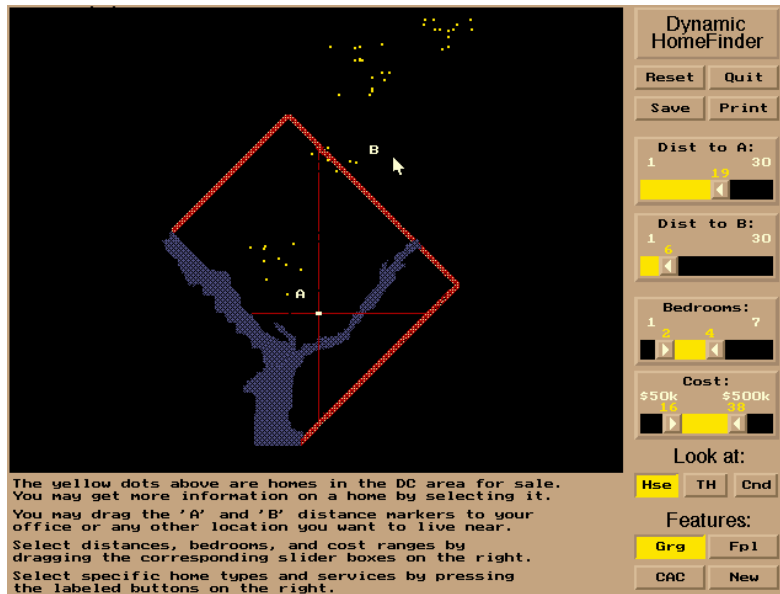 Dynamic
HomeFinder
Reset Quit
Save Print
Dist to A:
1 30
19
Dist to B:
1 30
6
B
A
Bedrooms:
1 7
2 4
Cost:
$50k $500k
16 38
Look at:
Hse TH Cnd
Features:
Grg Fpl
CAC New
The yellow dots above are homes in the DC area for sale.
You may get more information on a home by selecting it.
You may drag the 'A' and 'B' distance markers to your
office or any other location you want to live near.
Select distances, bedrooms, and cost ranges by
dragging the corresponding slider boxes on the right.
Select specific home types and services by pressing
the labeled buttons on the right.